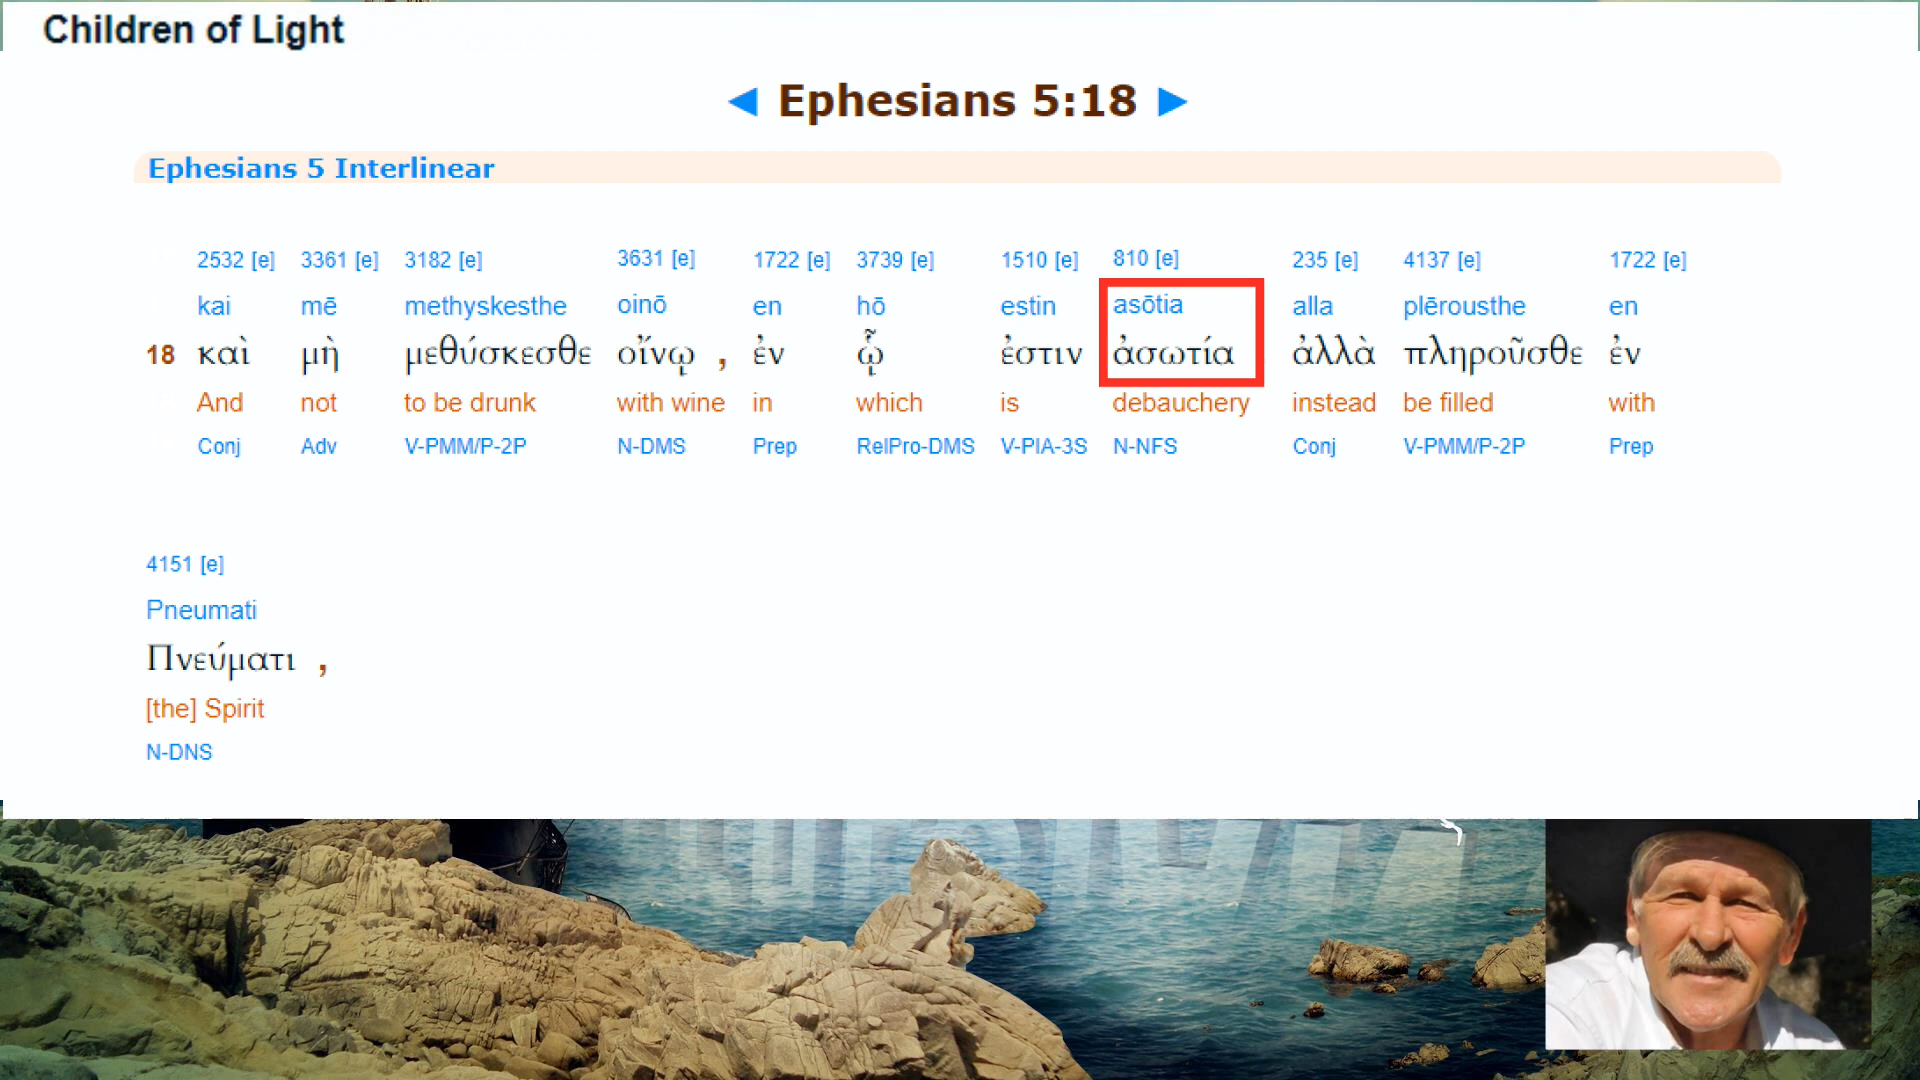 Children of Light
◄ Ephesians 5:18 ►
Ephesians 5 Interlinear
2532 [e] 3361 [e] 3182 [e] 3631 [e] 1722 [e] 3739 [e] 1510 [e] 810 [e] 235 [e] 4137 [e] 1722 [e]
kai mē methyskesthe oinō en hō estin asōtia alla plērousthe en
18 καὶ μὴ μεθύσκεσθε οἴνῳ , ἐν ᾧ ἐστιν ἀσωτία ἀλλὰ πληροῦσθε ἐν
And not to be drunk with wine in which is debauchery instead be filled with
Conj Adv V-PMM/P-2P N-DMS Prep RelPro-DMS V-PIA-3S N-NFS Conj V-PMM/P-2P Prep
4151 [e]
Pneumati
Πνεύματι ,
[the] Spirit
N-DNS